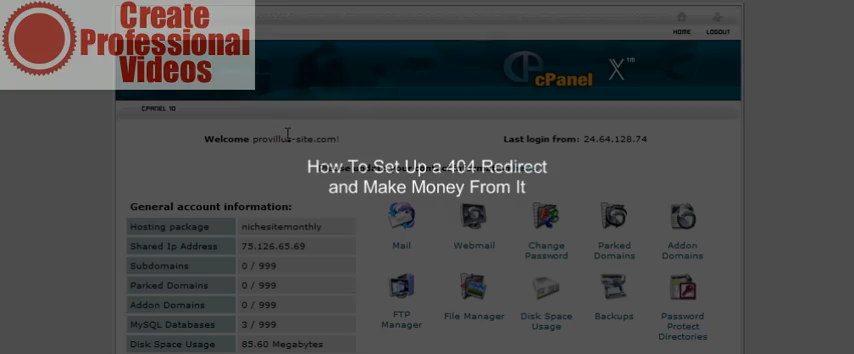 Create
Professional
Videos
HOME LOGOUT
cPanel X™
CPANEL 10
Welcome provillus-site.com!
Last login from: 24.64.128.74
How To Set Up a 404 Redirect
and Make Money From It
General account information:
Hosting package nichesitemonthly
Shared Ip Address 75.126.65.69
Subdomains 0 / 999
Parked Domains 0 / 999
Addon Domains 0 / 999
MySQL Databases 3 / 999
Disk Space Usage 85.60 Megabytes
Mail
Webmail
Change
Password
Parked
Domains
Addon
Domains
FTP
Manager
File Manager
Disk Space
Usage
Backups
Password
Protect
Directories